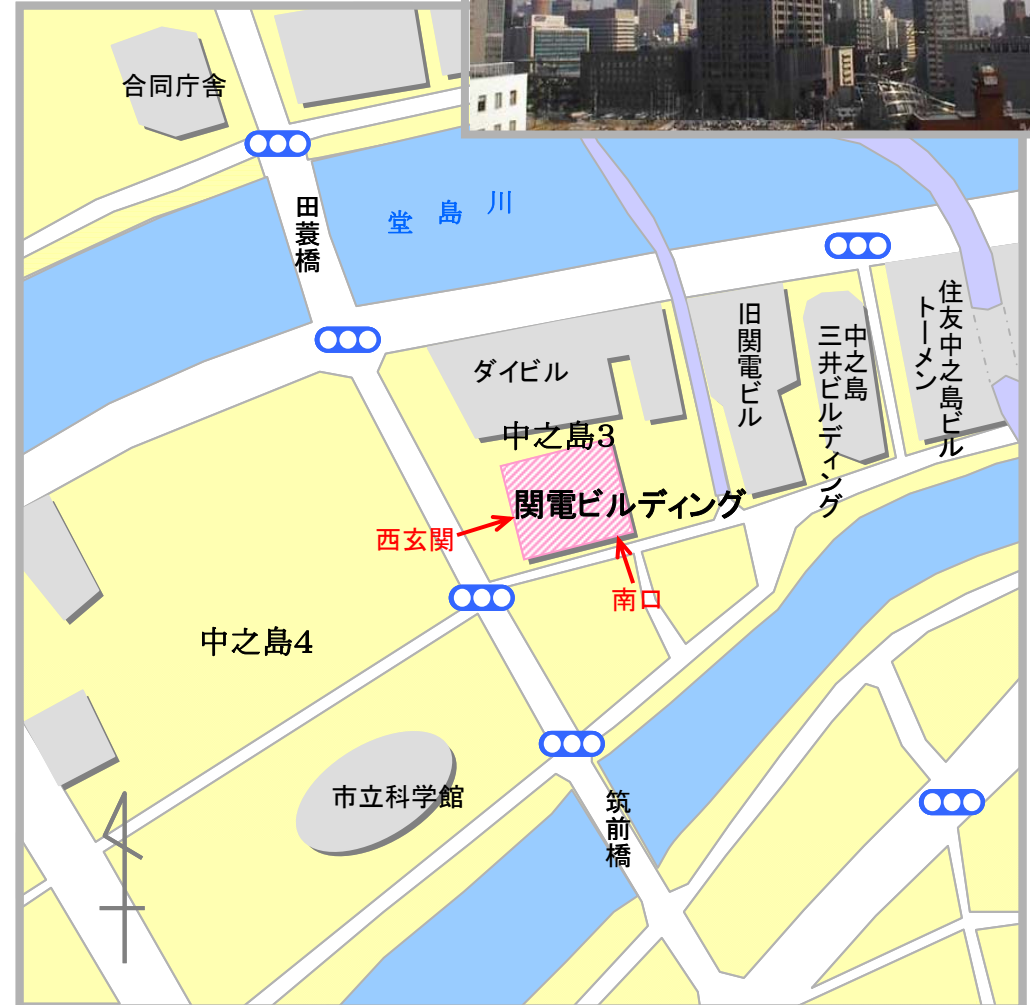 合同庁舎
田蓑橋
堂島川
ダイビル
旧関電ビル
中之島
三井ビルディング
住友中之島ビル
トーメン
中之島3
関電ビルディング
西玄関
南口
中之島4
市立科学館
筑前橋